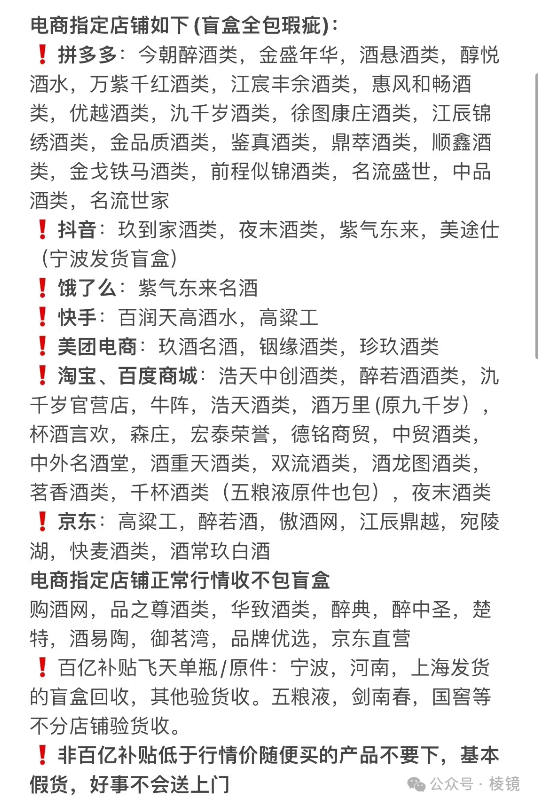 电商指定店铺如下(盲盒全包瑕疵)：
❗拼多多：今朝醉酒类，金盛年华，酒悬酒类，醇悦
酒水，万紫千红酒类，江宸丰余酒类，惠风和畅酒
类，优越酒类，氿千岁酒类，徐图康庄酒类，江辰锦
绣酒类，金品质酒类，鉴真酒类，鼎萃酒类，顺鑫酒
类，金戈铁马酒类，前程似锦酒类，名流盛世，中品
酒类，名流世家
❗抖音：玖到家酒类，夜末酒类，紫气东来，美途仕
（宁波发货盲盒）
❗饿了么：紫气东来名酒
❗快手：百润天高酒水，高粱工
❗美团电商：玖酒名酒，铟缘酒类，珍玖酒类
❗淘宝、百度商城：浩天中创酒类，醉若酒酒类，氿
千岁官营店，牛阵，浩天酒类，酒万里(原九千岁），
杯酒言欢，森庄，宏泰荣誉，德铭商贸，中贸酒类，
中外名酒堂，酒重天酒类，双流酒类，酒龙图酒类，
茗香酒类，千杯酒类（五粮液原件也包），夜末酒类
❗京东：高粱工，醉若酒，傲酒网，江辰鼎越，宛陵
湖，快麦酒类，酒常玖白酒
电商指定店铺正常行情收不包盲盒
购酒网，品之尊酒类，华致酒类，醉典，醉中圣，楚
特，酒易陶，御茗湾，品牌优选，京东直营
❗百亿补贴飞天单瓶/原件：宁波，河南，上海发货
的盲盒回收，其他验货收。五粮液，剑南春，国窖等
不分店铺验货收。
❗非百亿补贴低于行情价随便买的产品不要下，基本
假货，好事不会送上门
公众号·棱镜